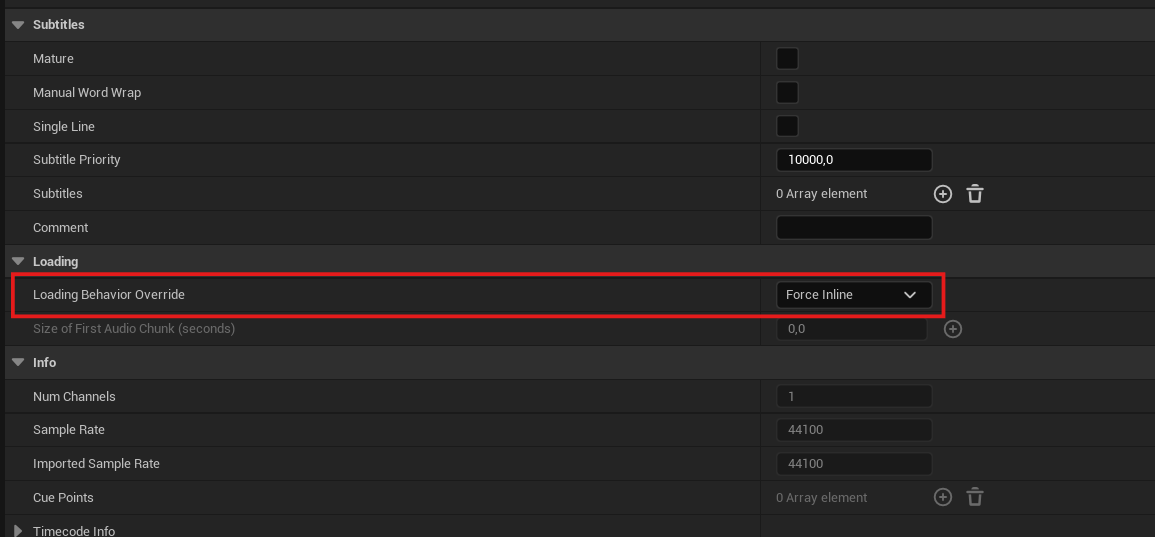 Subtitles
Mature
Manual Word Wrap
Single Line
Subtitle Priority 10000,0
Subtitles 0 Array element
Comment
Loading
Loading Behavior Override Force Inline
Size of First Audio Chunk (seconds) 0,0
Info
Num Channels 1
Sample Rate 44100
Imported Sample Rate 44100
Cue Points 0 Array element
Timecode Info